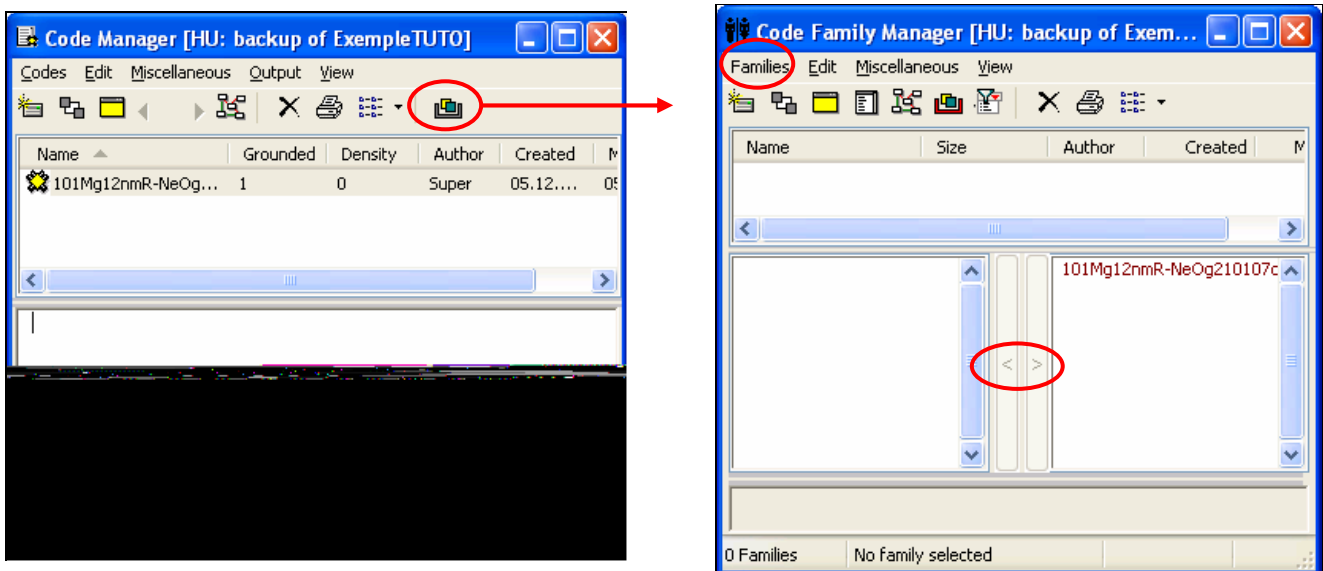 Code Manager [HU: backup of ExempleTUTO]
Codes Edit Miscellaneous Output View
Name Grounded Density Author Created
101Mg12nmR-NeOg... 1 0 Super 05.12....
Code Family Manager [HU: backup of Exem...
Families Edit Miscellaneous View
Name Size Author Created M
101Mg12nmR-NeOg210107c
< >
0 Families No family selected